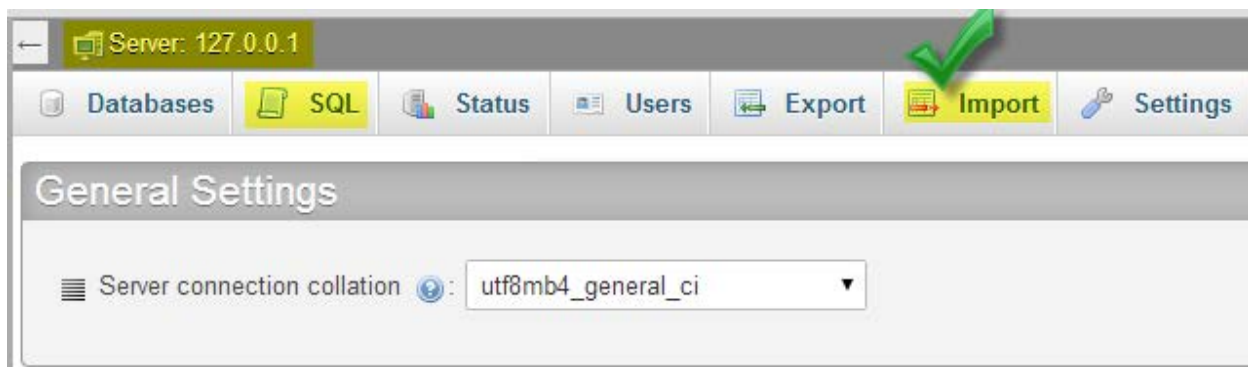 Server: 127.0.0.1
Databases SQL Status Users Export Import Settings
General Settings
Server connection collation : utf8mb4_general_ci